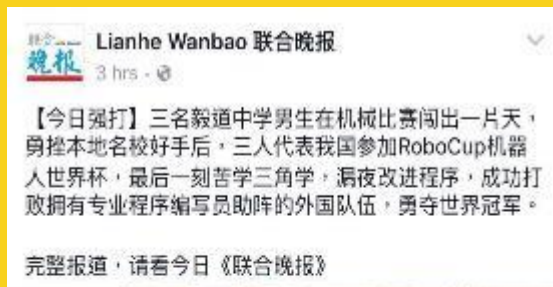 联合
晚报
Lianhe Wanbao 联合晚报
3 hrs ·
【今日强打】三名毅道中学男生在机械比赛闯出一片天，
勇挫本地名校好手后，三人代表我国参加RoboCup机器
人世界杯，最后一刻苦学三角学，漏夜改进程序，成功打
败拥有专业程序编写员助阵的外国队伍，勇夺世界冠军。
完整报道，请看今日《联合晚报》